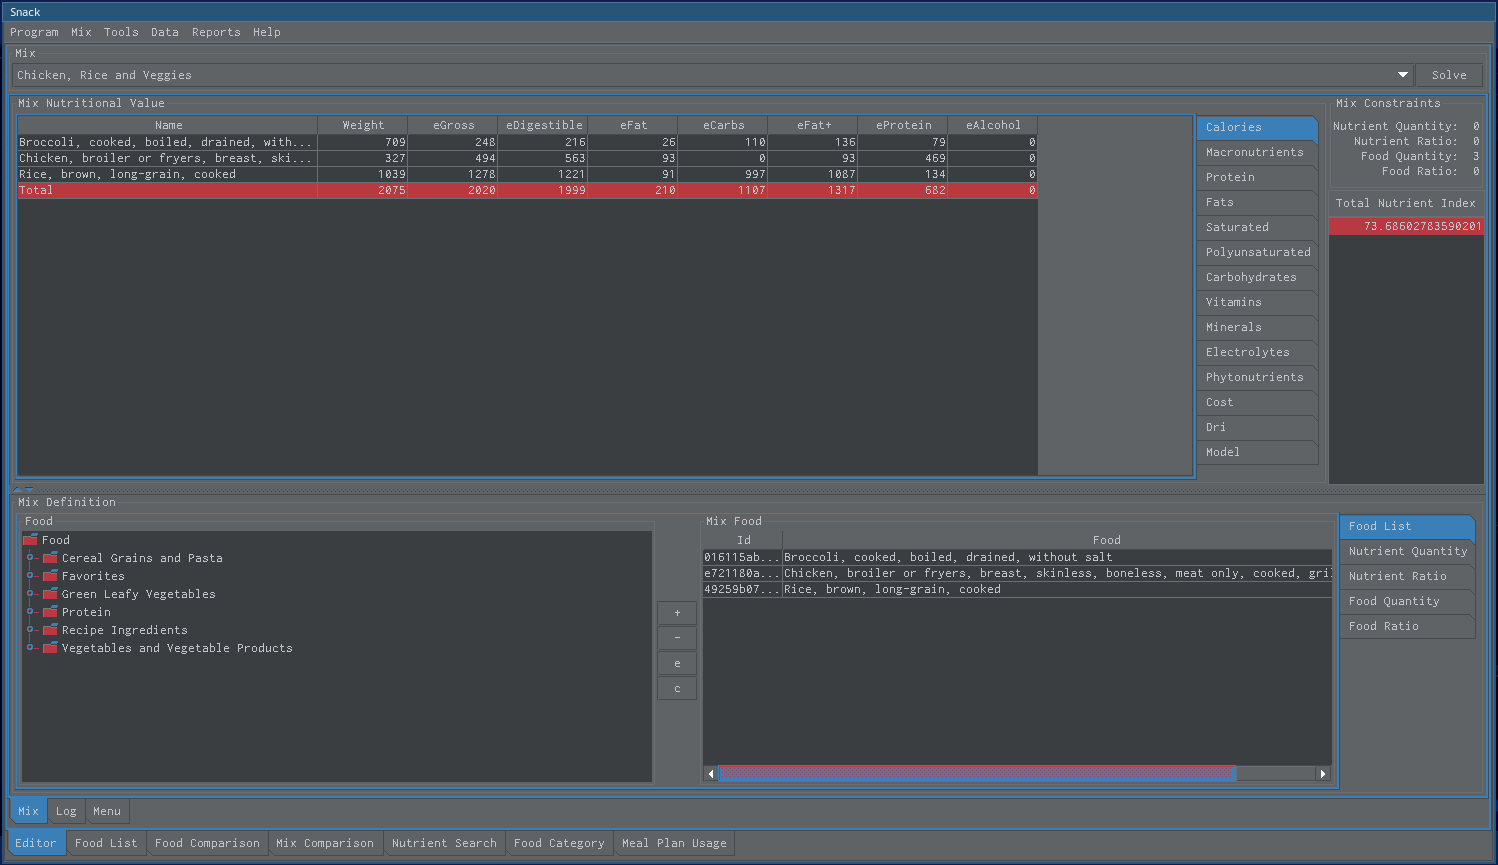 Snack
Program Mix Tools Data Reports Help
Mix
Chicken, Rice and Veggies Solve
Mix Nutritional Value
Name Weight eGross eDigestible eFat eCarbs eFat+ eProtein eAlcohol
Broccoli, cooked, boiled, drained, with... 709 248 216 26 110 136 79 0
Chicken, broiler or fryers, breast, ski... 327 494 563 93 0 93 469 0
Rice, brown, long-grain, cooked 1039 1278 1221 91 997 1087 134 0
Total 2075 2020 1999 210 1107 1317 682 0
Calories
Macronutrients
Protein
Fats
Saturated
Polyunsaturated
Carbohydrates
Vitamins
Minerals
Electrolytes
Phytonutrients
Cost
Dri
Model
Mix Constraints
Nutrient Quantity: 0
Nutrient Ratio: 0
Food Quantity: 3
Food Ratio: 0
Total Nutrient Index
73.68602783590201
Mix Definition
Food
Food
Cereal Grains and Pasta
Favorites
Green Leafy Vegetables
Protein
Recipe Ingredients
Vegetables and Vegetable Products
+
-
e
c
Mix Food
Id Food
016115ab... Broccoli, cooked, boiled, drained, without salt
e721180a... Chicken, broiler or fryers, breast, skinless, boneless, meat only, cooked, gril
49259b07... Rice, brown, long-grain, cooked
Food List
Nutrient Quantity
Nutrient Ratio
Food Quantity
Food Ratio
Mix Log Menu
Editor Food List Food Comparison Mix Comparison Nutrient Search Food Category Meal Plan Usage